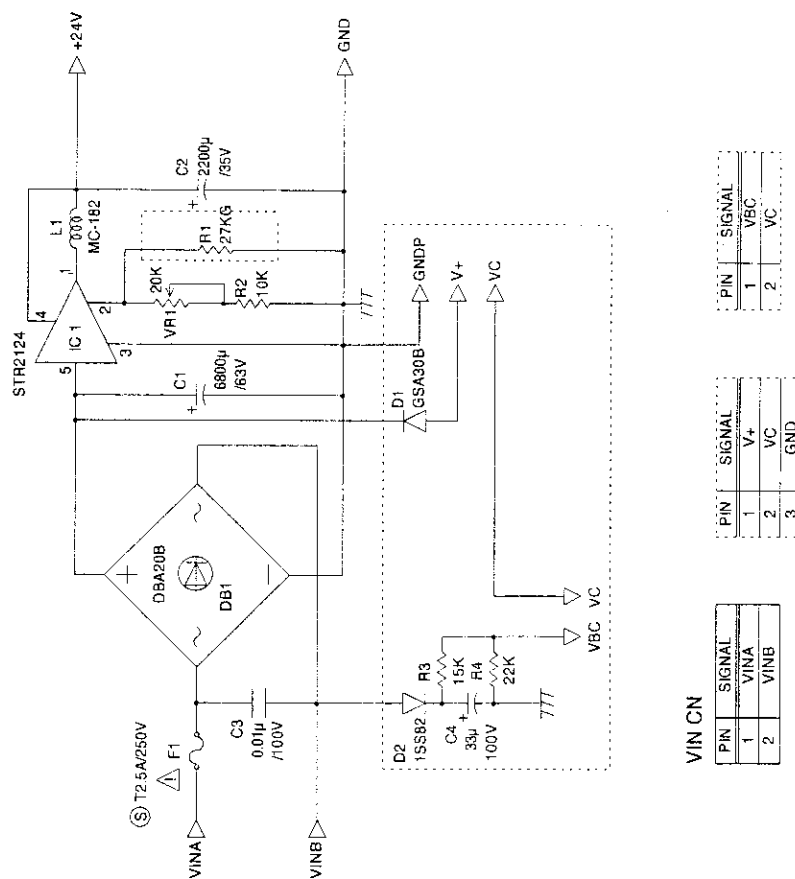 +24V
GND
C2
2200μ
/35V
L1
MC-182
R1
27KG
20K
VR1
R2
10K
STR2124
IC 1
1
2
3
4
5
C1
6800μ
/63V
GNDP
V+
VC
D1
GSA30B
DBA20B
DB1
+
−
~
~
Ⓢ T2.5A/250V
F1
C3
0.01μ
/100V
VINA
VINB
D2
1SS82
C4
33μ
100V
R3
15K
R4
22K
VBC
VC
VIN CN
PIN SIGNAL
1 VINA
2 VINB
PIN SIGNAL
1 V+
2 VC
3 GND
PIN SIGNAL
1 VBC
2 VC